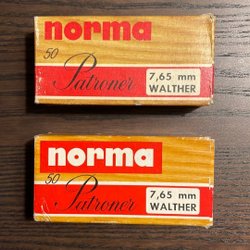 norma
50 Patroner
7,65 mm
WALTHER
norma
50 Patroner
7,65 mm
WALTHER